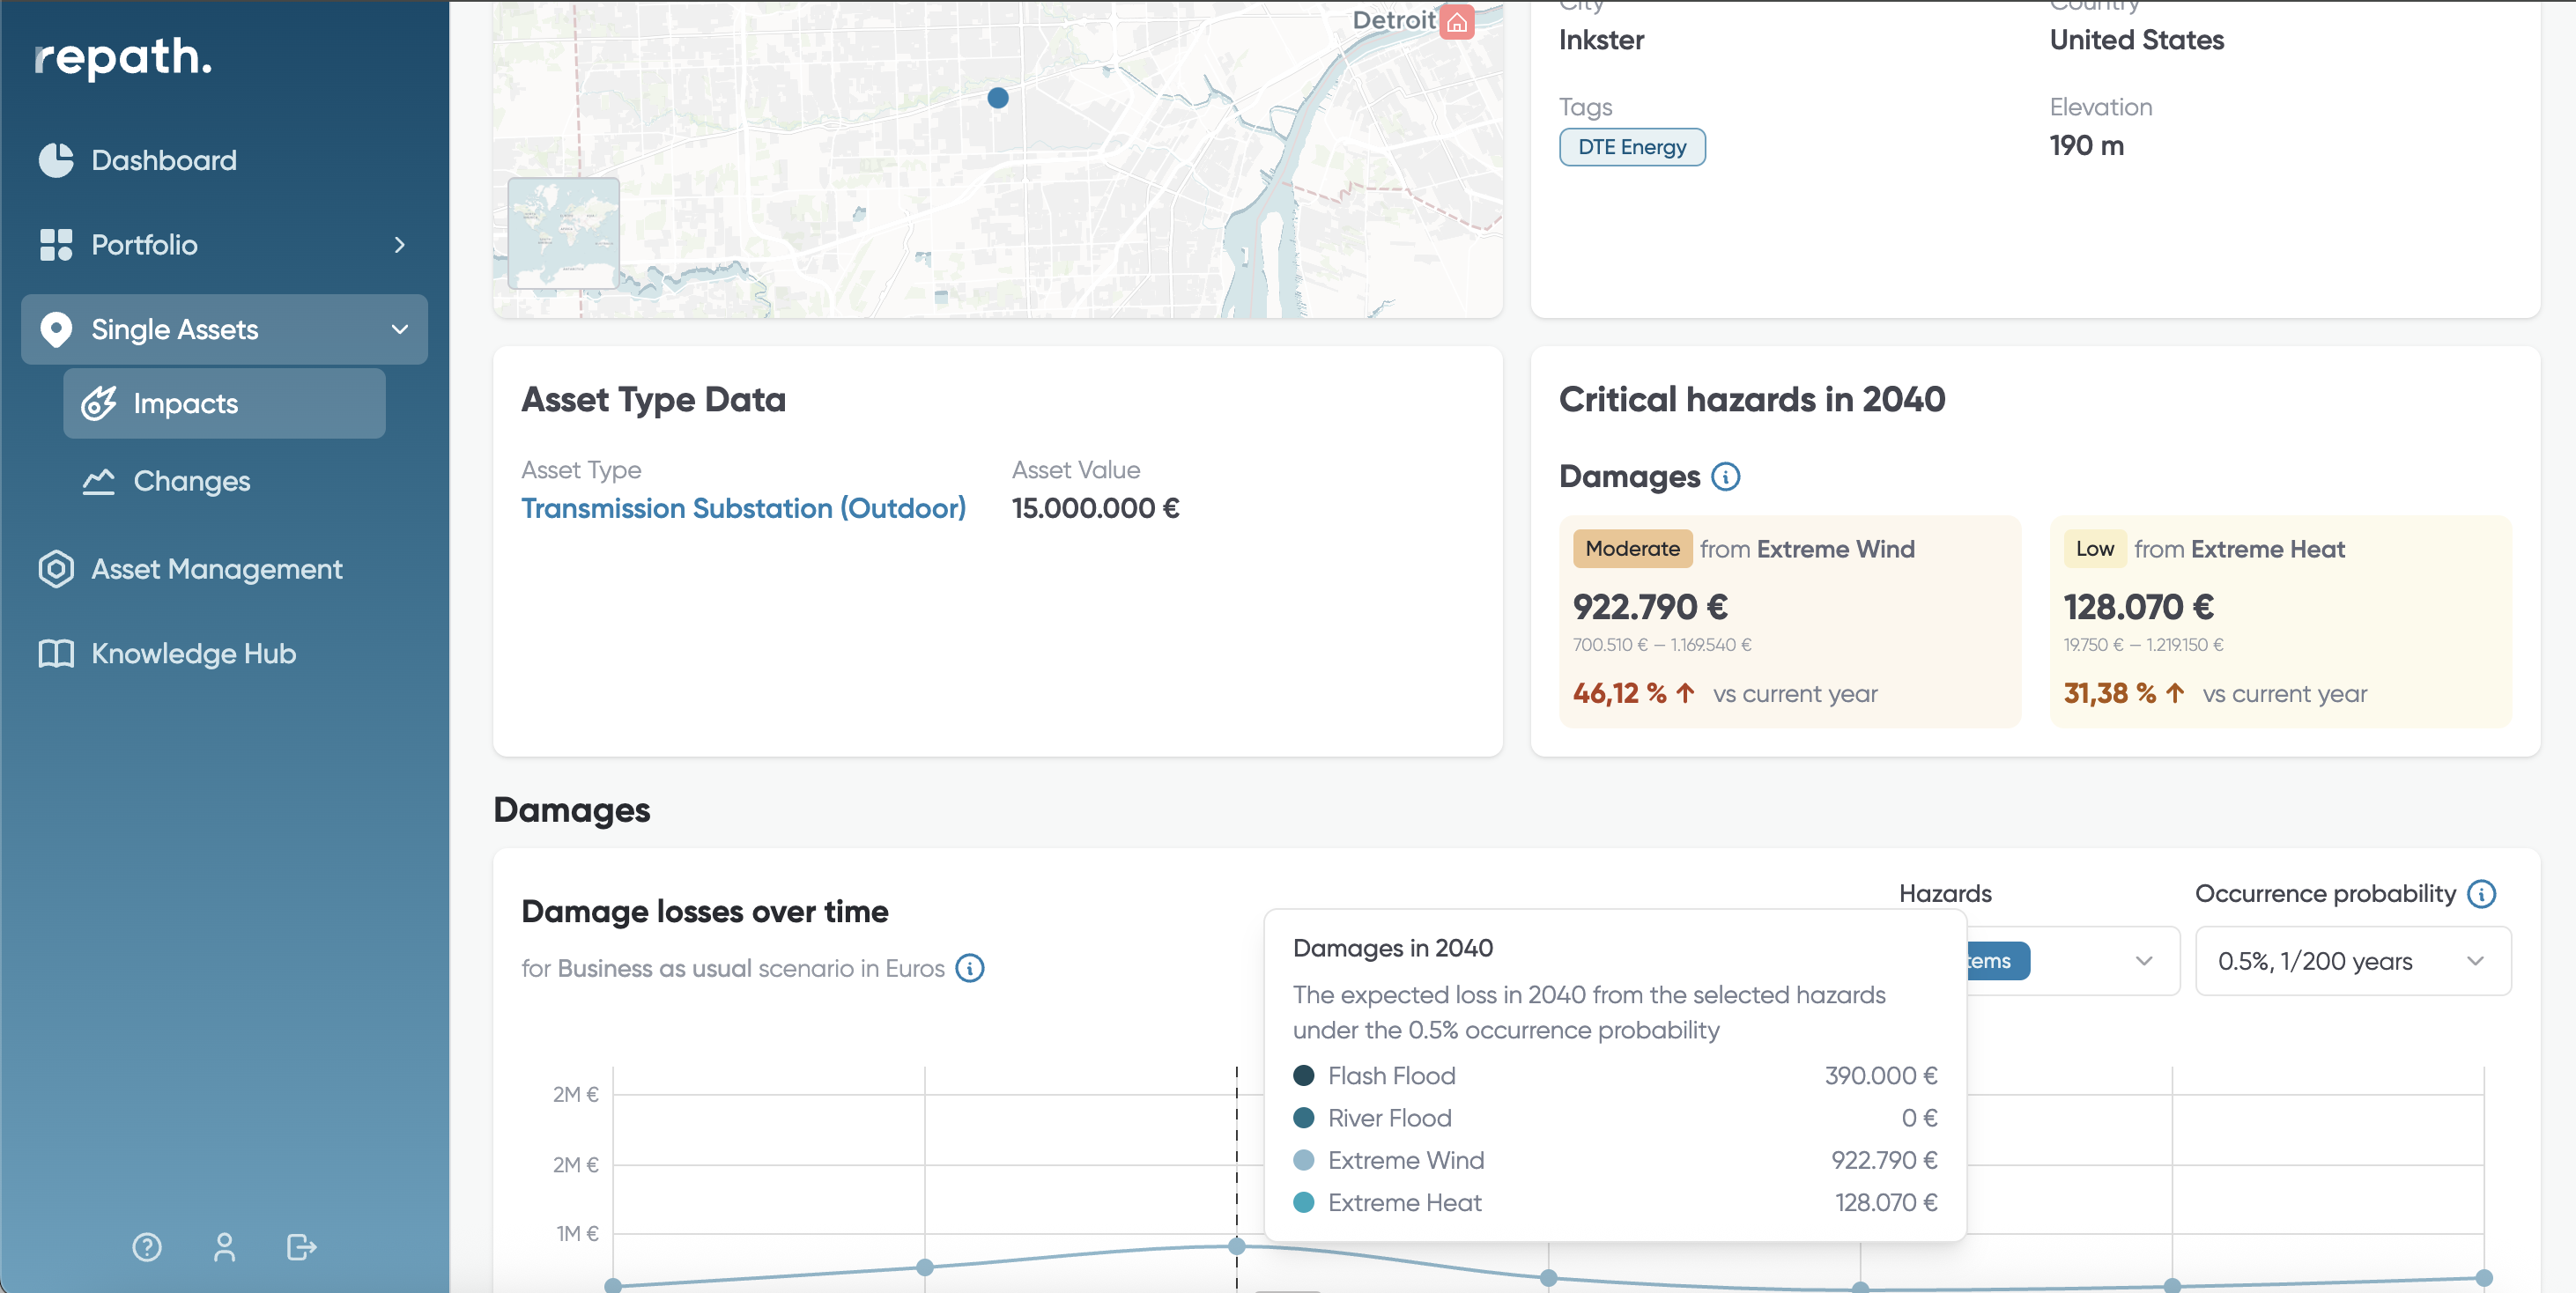 repath.
Dashboard
Portfolio
Single Assets
Impacts
Changes
Asset Management
Knowledge Hub
Detroit
City
Inkster
Country
United States
Tags
DTE Energy
Elevation
190 m
Asset Type Data
Asset Type
Transmission Substation (Outdoor)
Asset Value
15.000.000 €
Critical hazards in 2040
Damages
Moderate from Extreme Wind
922.790 €
700.510 € — 1.169.540 €
46,12 % ↑ vs current year
Low from Extreme Heat
128.070 €
19.750 € — 1.219.150 €
31,38 % ↑ vs current year
Damages
Damage losses over time
for Business as usual scenario in Euros
Hazards
tems
Occurrence probability
0.5%, 1/200 years
Damages in 2040
The expected loss in 2040 from the selected hazards
under the 0.5% occurrence probability
Flash Flood 390.000 €
River Flood 0 €
Extreme Wind 922.790 €
Extreme Heat 128.070 €
2M €
2M €
1M €